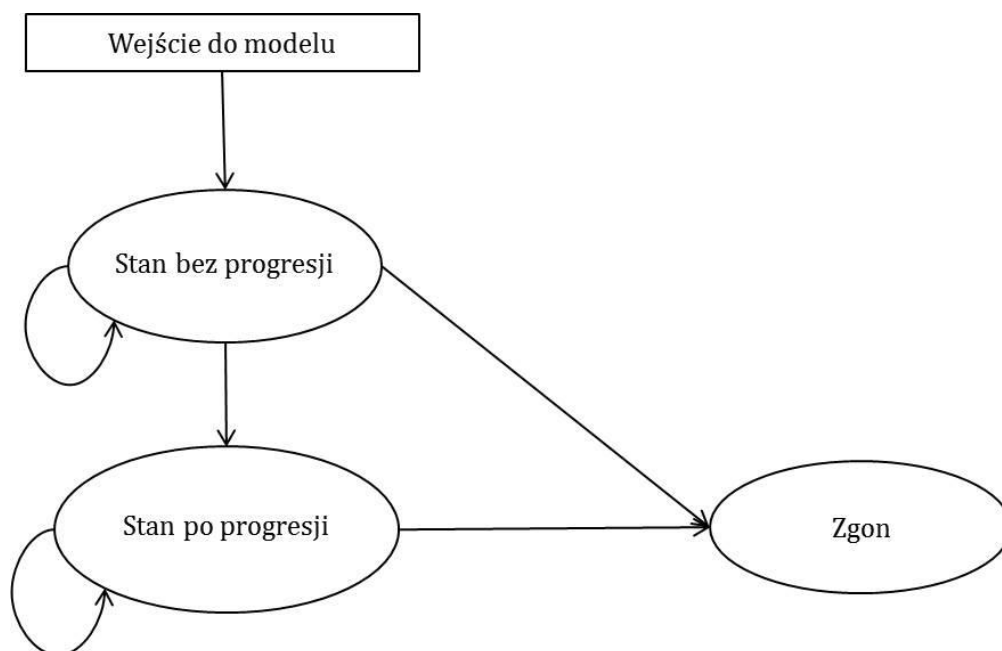 Wejście do modelu
Stan bez progresji
Stan po progresji
Zgon